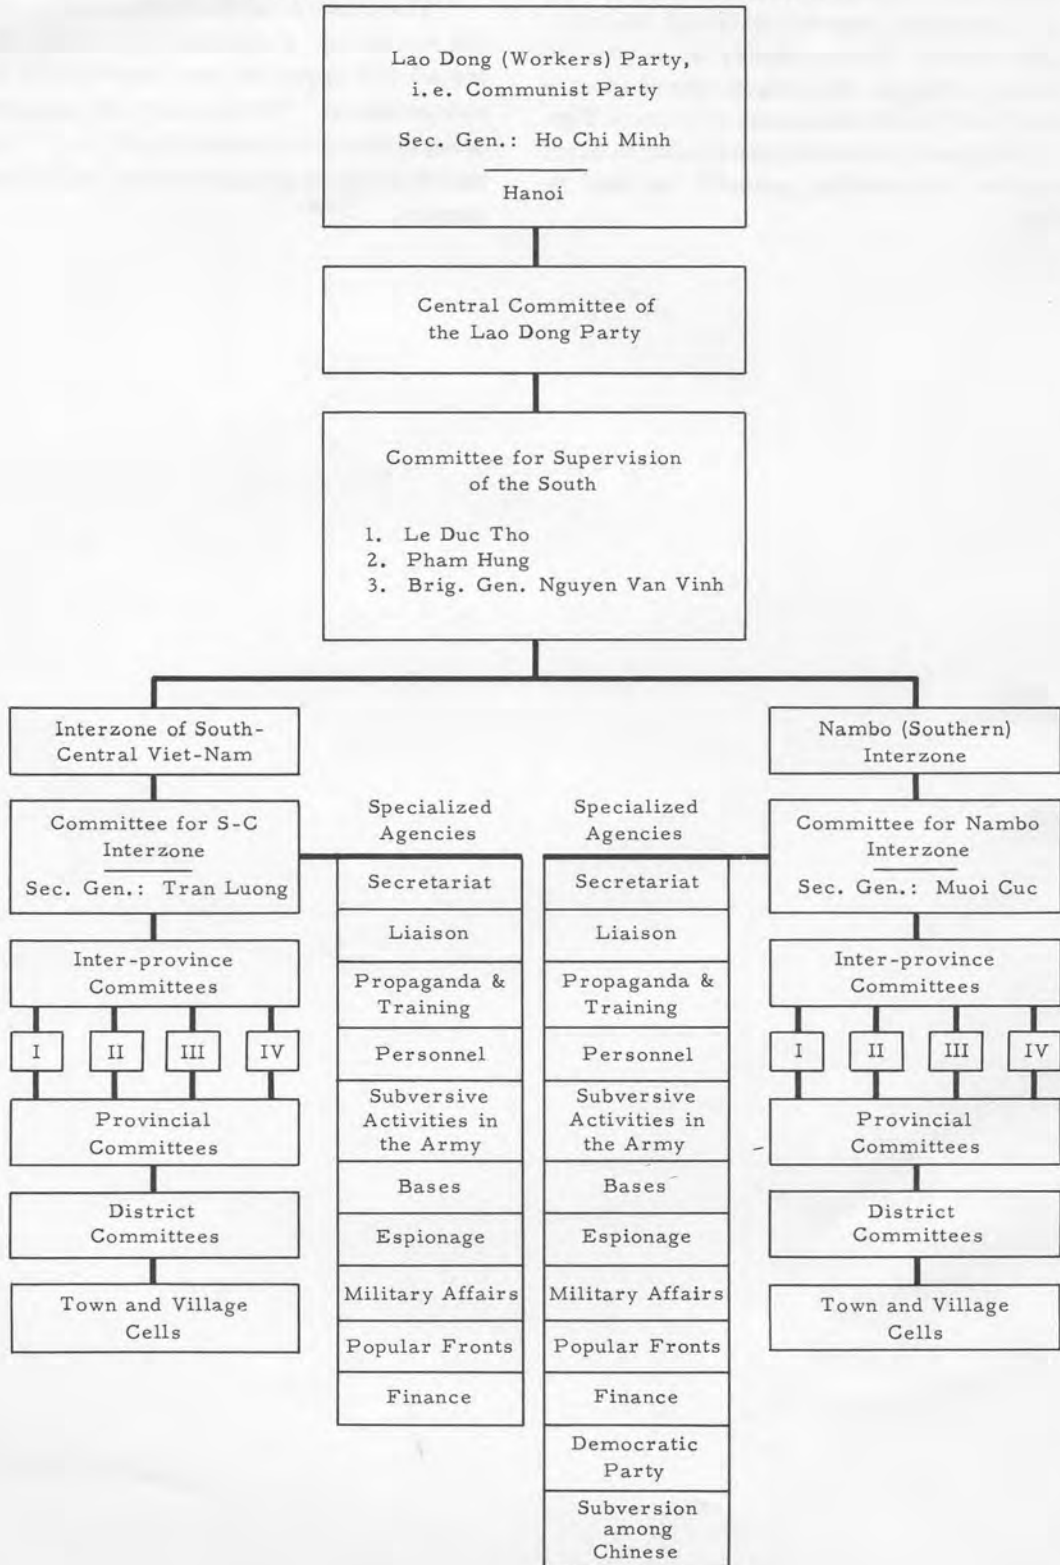 Lao Dong (Workers) Party,
i.e. Communist Party
Sec. Gen.: Ho Chi Minh
Hanoi
Central Committee of
the Lao Dong Party
Committee for Supervision
of the South
1. Le Duc Tho
2. Pham Hung
3. Brig. Gen. Nguyen Van Vinh
Interzone of South-
Central Viet-Nam
Committee for S-C
Interzone
Sec. Gen.: Tran Luong
Inter-province
Committees
I
II
III
IV
Provincial
Committees
District
Committees
Town and Village
Cells
Specialized
Agencies
Secretariat
Liaison
Propaganda &
Training
Personnel
Subversive
Activities in
the Army
Bases
Espionage
Military Affairs
Popular Fronts
Finance
Specialized
Agencies
Secretariat
Liaison
Propaganda &
Training
Personnel
Subversive
Activities in
the Army
Bases
Espionage
Military Affairs
Popular Fronts
Finance
Democratic
Party
Subversion
among
Chinese
Nambo (Southern)
Interzone
Committee for Nambo
Interzone
Sec. Gen.: Muoi Cuc
Inter-province
Committees
I
II
III
IV
Provincial
Committees
District
Committees
Town and Village
Cells